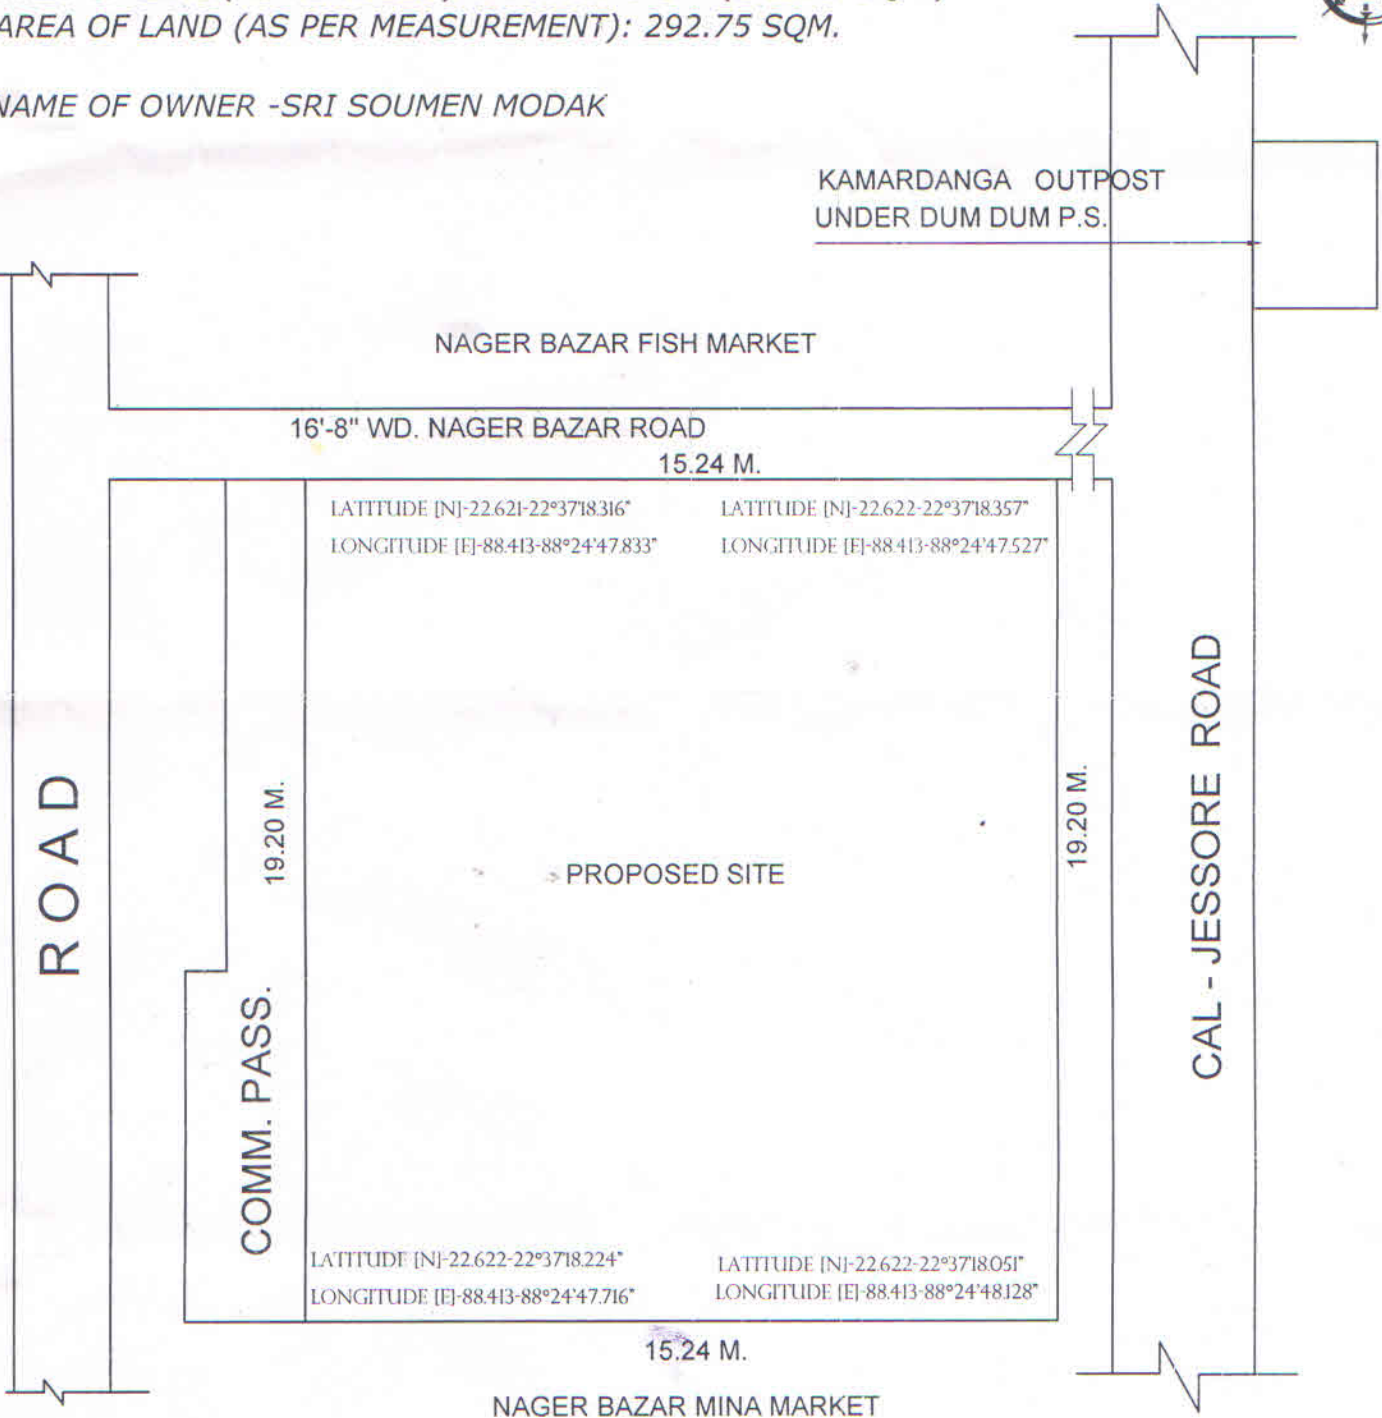 AREA OF LAND (AS PER MEASUREMENT): 292.75 SQM.
NAME OF OWNER -SRI SOUMEN MODAK
KAMARDANGA OUTPOST
UNDER DUM DUM P.S.
NAGER BAZAR FISH MARKET
16'-8" WD. NAGER BAZAR ROAD
15.24 M.
LATITUDE [N]-22.621-22°37'18.316"
LONGITUDE [E]-88.413-88°24'47.833"
LATITUDE [N]-22.622-22°37'18.357"
LONGITUDE [E]-88.413-88°24'47.527"
ROAD
19.20 M.
COMM. PASS.
PROPOSED SITE
19.20 M.
CAL - JESSORE ROAD
LATITUDE [N]-22.622-22°37'18.224"
LONGITUDE [E]-88.413-88°24'47.716"
LATITUDE [N]-22.622-22°37'18.051"
LONGITUDE [E]-88.413-88°24'48.128"
15.24 M.
NAGER BAZAR MINA MARKET